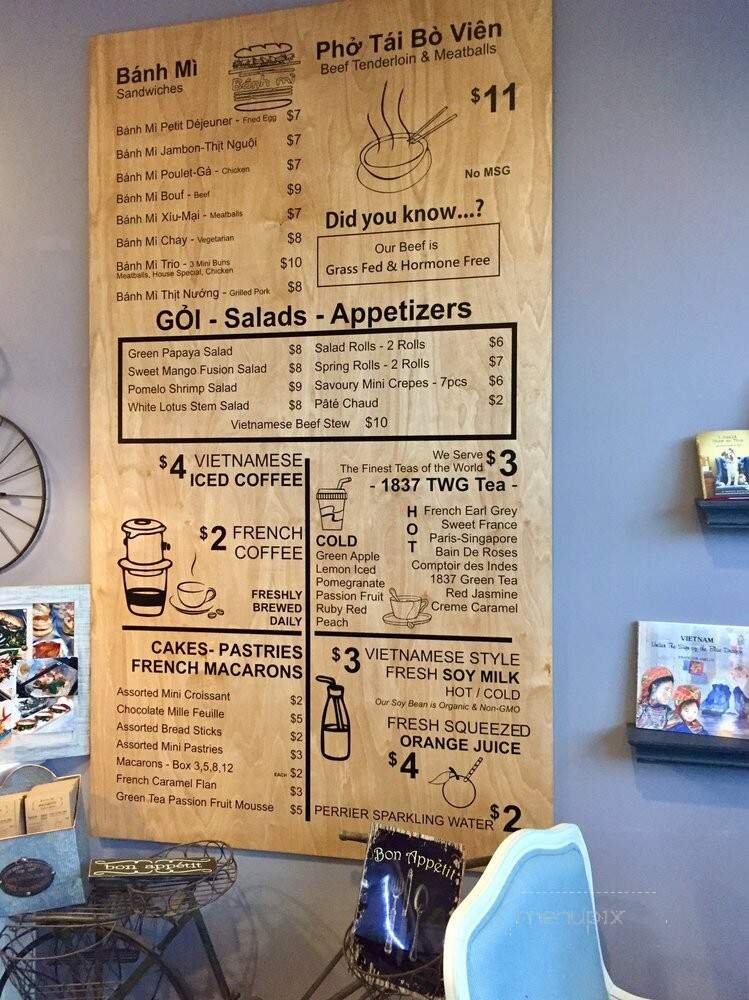 Bánh Mì
Sandwiches
Bánh mì
Bánh Mì Petit Déjeuner - Fried Egg $7
Bánh Mì Jambon-Thịt Nguội $7
Bánh Mì Poulet-Gà - Chicken $7
Bánh Mì Bouf - Beef $9
Bánh Mì Xíu-Mại - Meatballs $7
Bánh Mì Chay - Vegetarian $8
Bánh Mì Trio - 3 Mini Buns $10
Meatballs, House Special, Chicken
Bánh Mì Thịt Nướng - Grilled Pork $8
Phở Tái Bò Viên
Beef Tenderloin & Meatballs
$11
No MSG
Did you know...?
Our Beef is
Grass Fed & Hormone Free
GỎI - Salads - Appetizers
Green Papaya Salad $8
Sweet Mango Fusion Salad $8
Pomelo Shrimp Salad $9
White Lotus Stem Salad $8
Salad Rolls - 2 Rolls $6
Spring Rolls - 2 Rolls $7
Savoury Mini Crepes - 7pcs $6
Pâté Chaud $2
Vietnamese Beef Stew $10
$4 VIETNAMESE
ICED COFFEE
$2 FRENCH
COFFEE
FRESHLY
BREWED
DAILY
We Serve $3
The Finest Teas of the World
- 1837 TWG Tea -
COLD
Green Apple
Lemon Iced
Pomegranate
Passion Fruit
Ruby Red
Peach
HOT
French Earl Grey
Sweet France
Paris-Singapore
Bain De Roses
Comptoir des Indes
1837 Green Tea
Red Jasmine
Creme Caramel
CAKES- PASTRIES
FRENCH MACARONS
Assorted Mini Croissant $2
Chocolate Mille Feuille $5
Assorted Bread Sticks $2
Assorted Mini Pastries $3
Macarons - Box 3,5,8,12 EACH $2
French Caramel Flan $3
Green Tea Passion Fruit Mousse $5
$3 VIETNAMESE STYLE
FRESH SOY MILK
HOT / COLD
Our Soy Bean is Organic & Non-GMO
FRESH SQUEEZED
ORANGE JUICE
$4
PERRIER SPARKLING WATER $2
VIETNAM
bon appétit
Bon Appétit
menupix